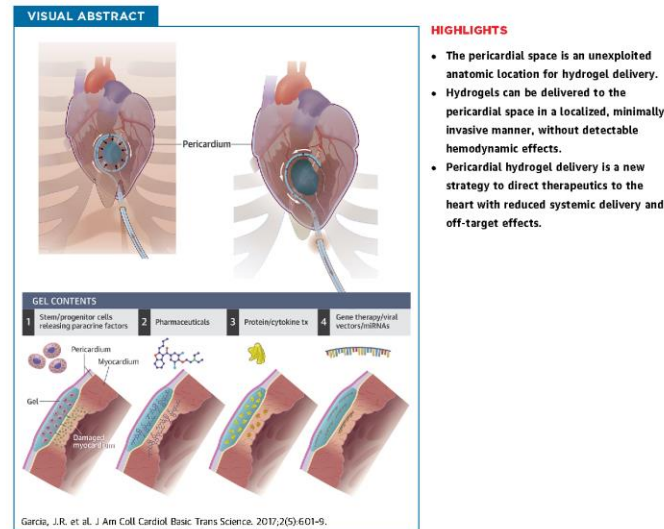 VISUAL ABSTRACT
Pericardium
GEL CONTENTS
1 Stem/progenitor cells
releasing paracrine factors
2 Pharmaceuticals
3 Protein/cytokine tx
4 Gene therapy/viral
vectors/miRNAs
Pericardium
Myocardium
Gel
Damaged
myocardium
Garcia, J.R. et al. J Am Coll Cardiol Basic Trans Science. 2017;2(5):601-9.
HIGHLIGHTS
• The pericardial space is an unexploited
anatomic location for hydrogel delivery.
• Hydrogels can be delivered to the
pericardial space in a localized, minimally
invasive manner, without detectable
hemodynamic effects.
• Pericardial hydrogel delivery is a new
strategy to direct therapeutics to the
heart with reduced systemic delivery and
off-target effects.